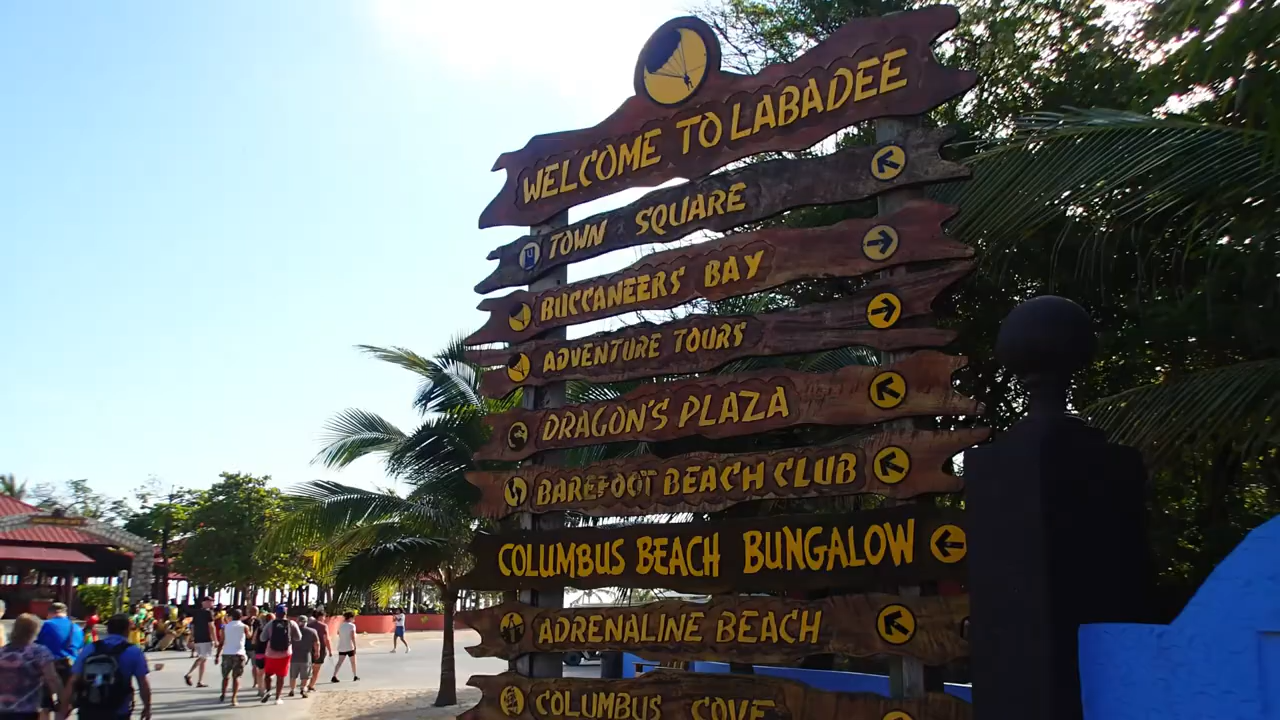 WELCOME TO LABADEE
TOWN SQUARE
BUCCANEERS' BAY
ADVENTURE TOURS
DRAGON'S PLAZA
BAREFOOT BEACH CLUB
COLUMBUS BEACH BUNGALOW
ADRENALINE BEACH
COLUMBUS COVE